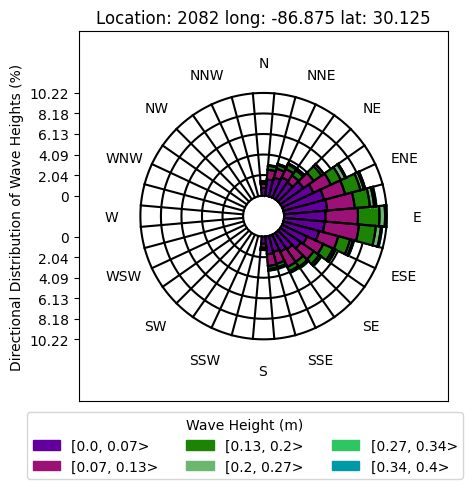 Location: 2082 long: -86.875 lat: 30.125
N
NNW
NNE
NW
NE
WNW
ENE
W
E
WSW
ESE
SW
SE
SSW
SSE
S
10.22
8.18
6.13
4.09
2.04
0
0
2.04
4.09
6.13
8.18
10.22
Directional Distribution of Wave Heights (%)
Wave Height (m)
[0.0, 0.07>
[0.07, 0.13>
[0.13, 0.2>
[0.2, 0.27>
[0.27, 0.34>
[0.34, 0.4>